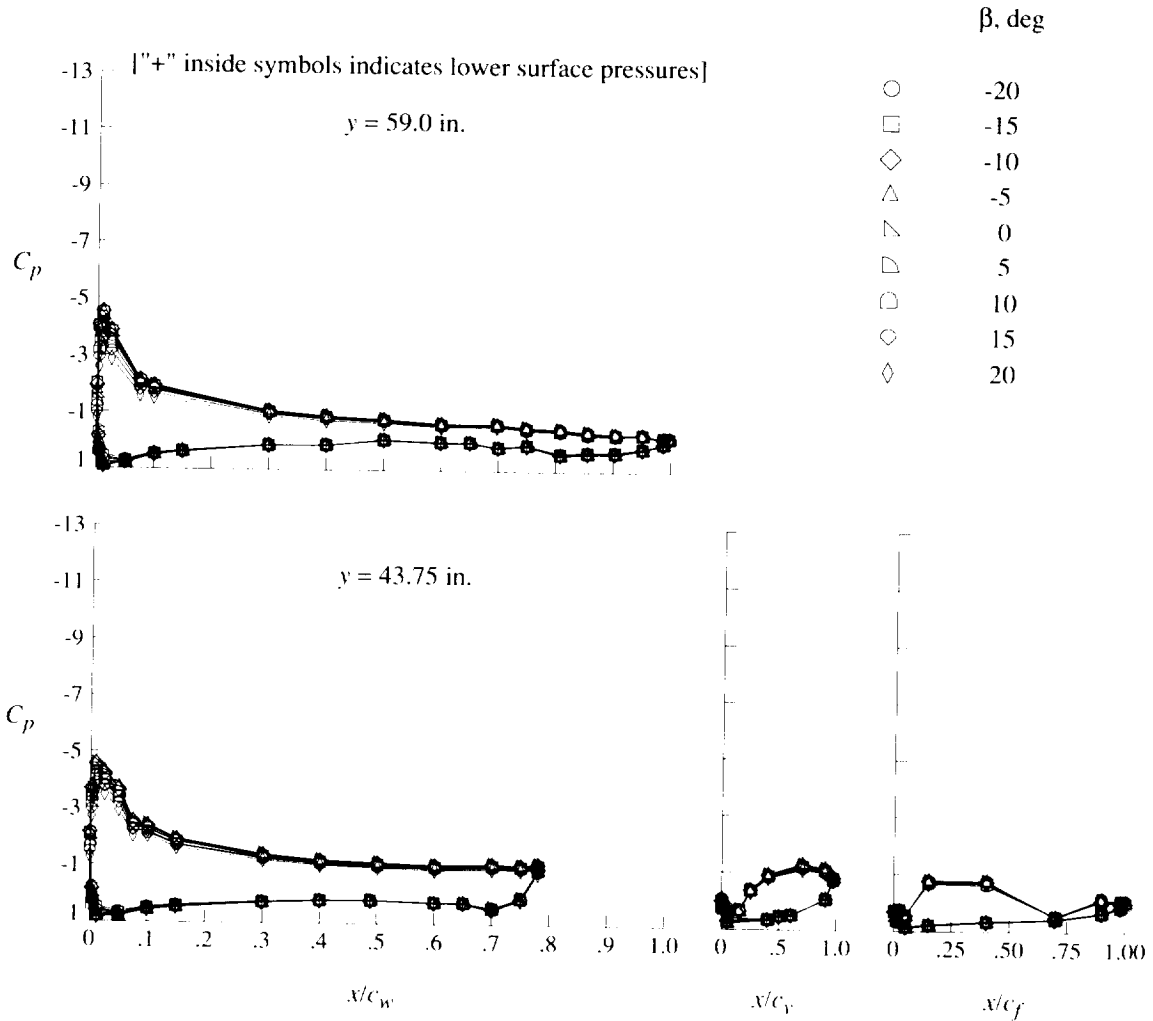 β, deg
["+" inside symbols indicates lower surface pressures]
y = 59.0 in.
-20
-15
-10
-5
0
5
10
15
20
-13
-11
-9
-7
-5
-3
-1
1
C_p
y = 43.75 in.
-13
-11
-9
-7
-5
-3
-1
1
C_p
0 .1 .2 .3 .4 .5 .6 .7 .8 .9 1.0
0 .5 1.0
0 .25 .50 .75 1.00
x/c_w
x/c_v
x/c_f